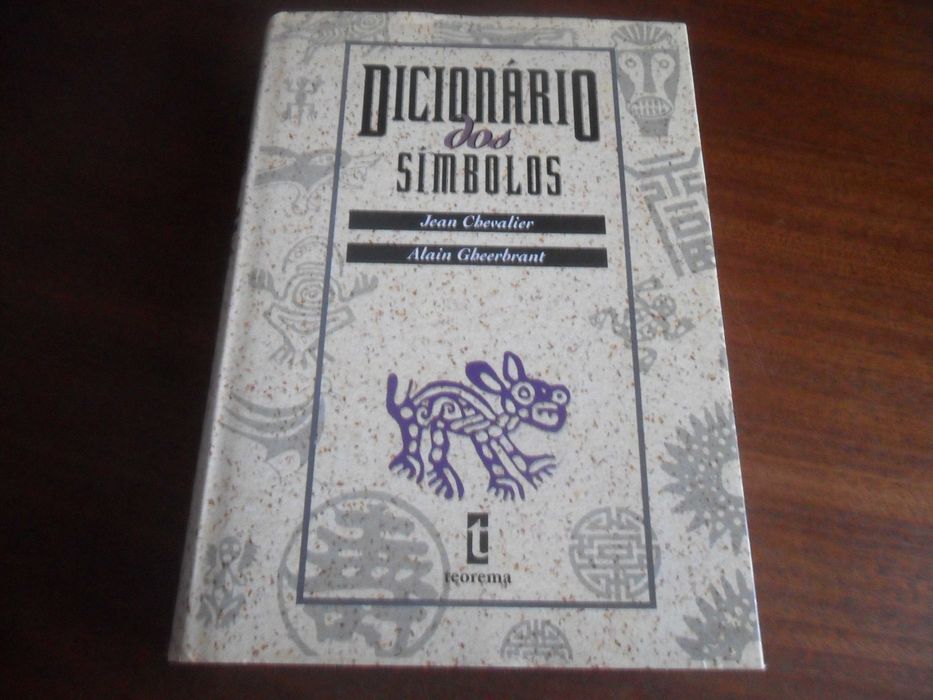 DICIONÁRIO
dos
SÍMBOLOS
Jean Chevalier
Alain Gheerbrant
t
teorema